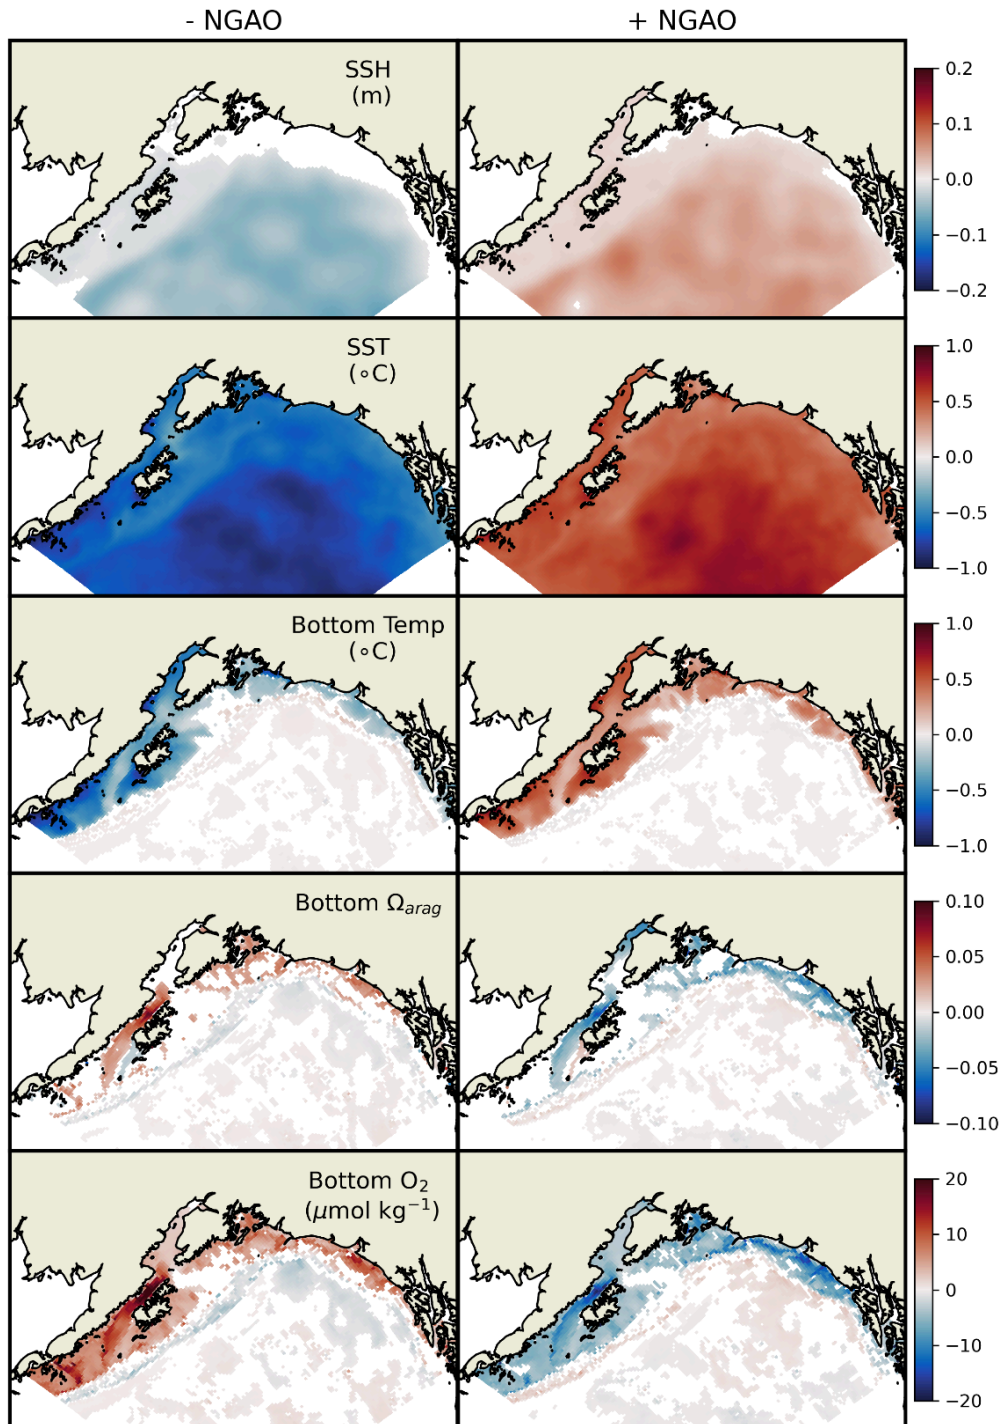 - NGAO
+ NGAO
SSH
(m)
0.2
0.1
0.0
−0.1
−0.2
SST
(∘C)
1.0
0.5
0.0
−0.5
−1.0
Bottom Temp
(∘C)
1.0
0.5
0.0
−0.5
−1.0
Bottom Ωarag
0.10
0.05
0.00
−0.05
−0.10
Bottom O₂
(μmol kg⁻¹)
20
10
0
−10
−20